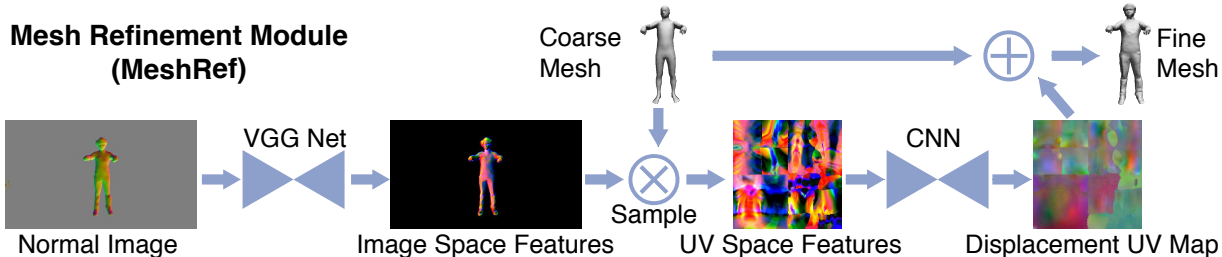 Mesh Refinement Module
(MeshRef)
Coarse
Mesh
Fine
Mesh
VGG Net
CNN
Sample
Normal Image
Image Space Features
UV Space Features
Displacement UV Map